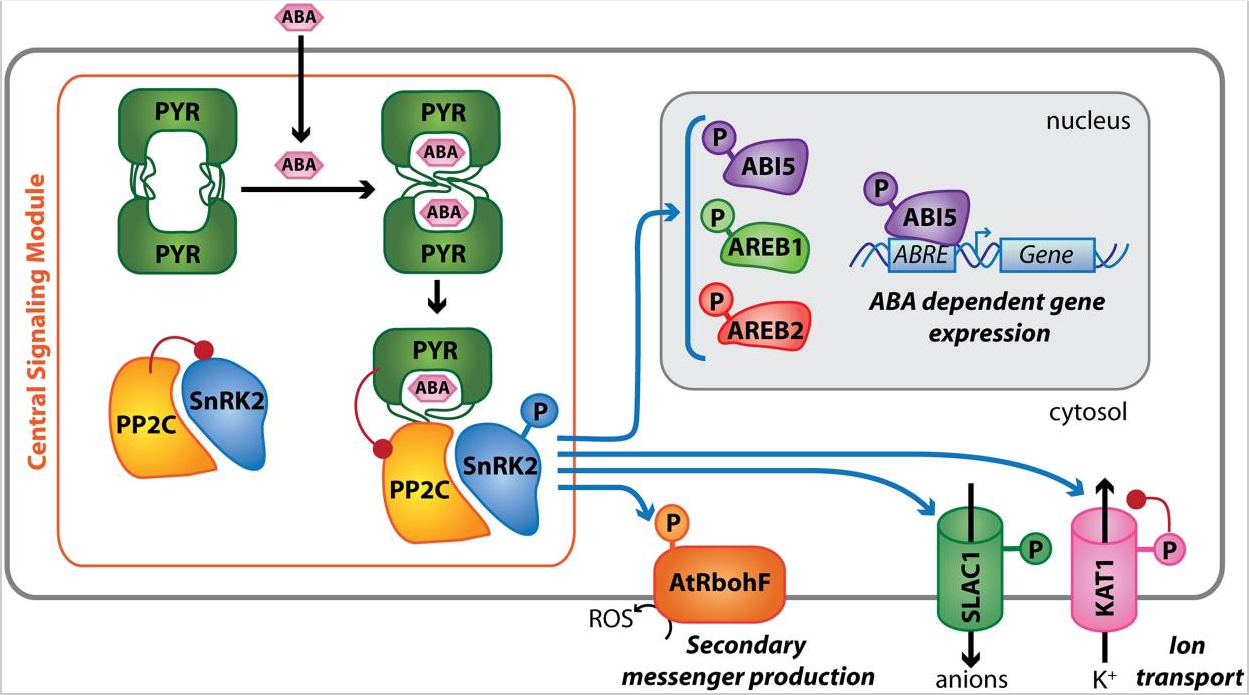 ABA
Central Signaling Module
PYR
PYR
ABA
PYR
ABA
ABA
PYR
PP2C
SnRK2
PYR
ABA
PP2C
SnRK2
P
nucleus
P
ABI5
P
AREB1
P
AREB2
P
ABI5
ABRE
Gene
ABA dependent gene
expression
cytosol
P
AtRbohF
ROS
Secondary
messenger production
SLAC1
P
anions
KAT1
P
K⁺
Ion
transport